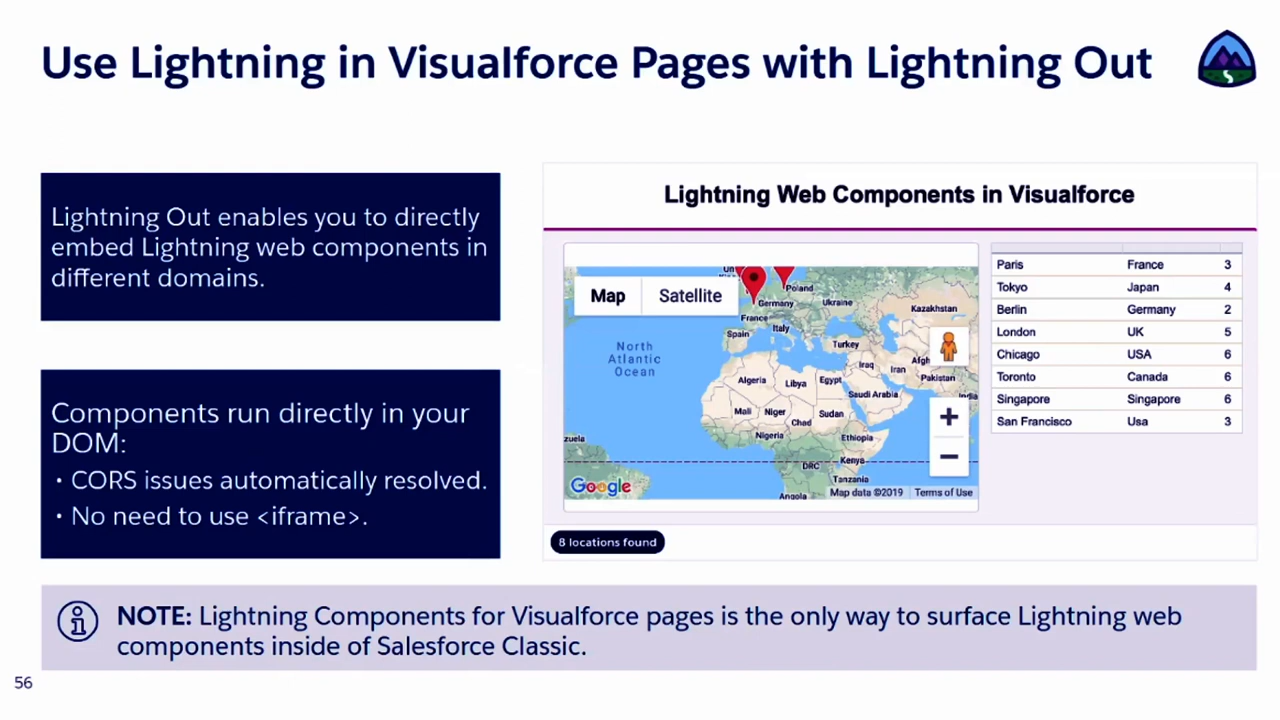 Use Lightning in Visualforce Pages with Lightning Out
Lightning Out enables you to directly
embed Lightning web components in
different domains.
Components run directly in your
DOM:
• CORS issues automatically resolved.
• No need to use <iframe>.
Lightning Web Components in Visualforce
Map
Satellite
Poland
Germany
Ukraine
Kazakhstan
France
Spain
Italy
Turkey
North
Atlantic
Ocean
Iraq
Iran
Afgh
Pakistan
Algeria
Libya
Egypt
Saudi Arabia
India
Mali
Niger
Chad
Sudan
Nigeria
Ethiopia
zuela
DRC
Kenya
Tanzania
Angola
Google
Map data ©2019
Terms of Use
Paris France 3
Tokyo Japan 4
Berlin Germany 2
London UK 5
Chicago USA 6
Toronto Canada 6
Singapore Singapore 6
San Francisco Usa 3
8 locations found
NOTE: Lightning Components for Visualforce pages is the only way to surface Lightning web
components inside of Salesforce Classic.
56